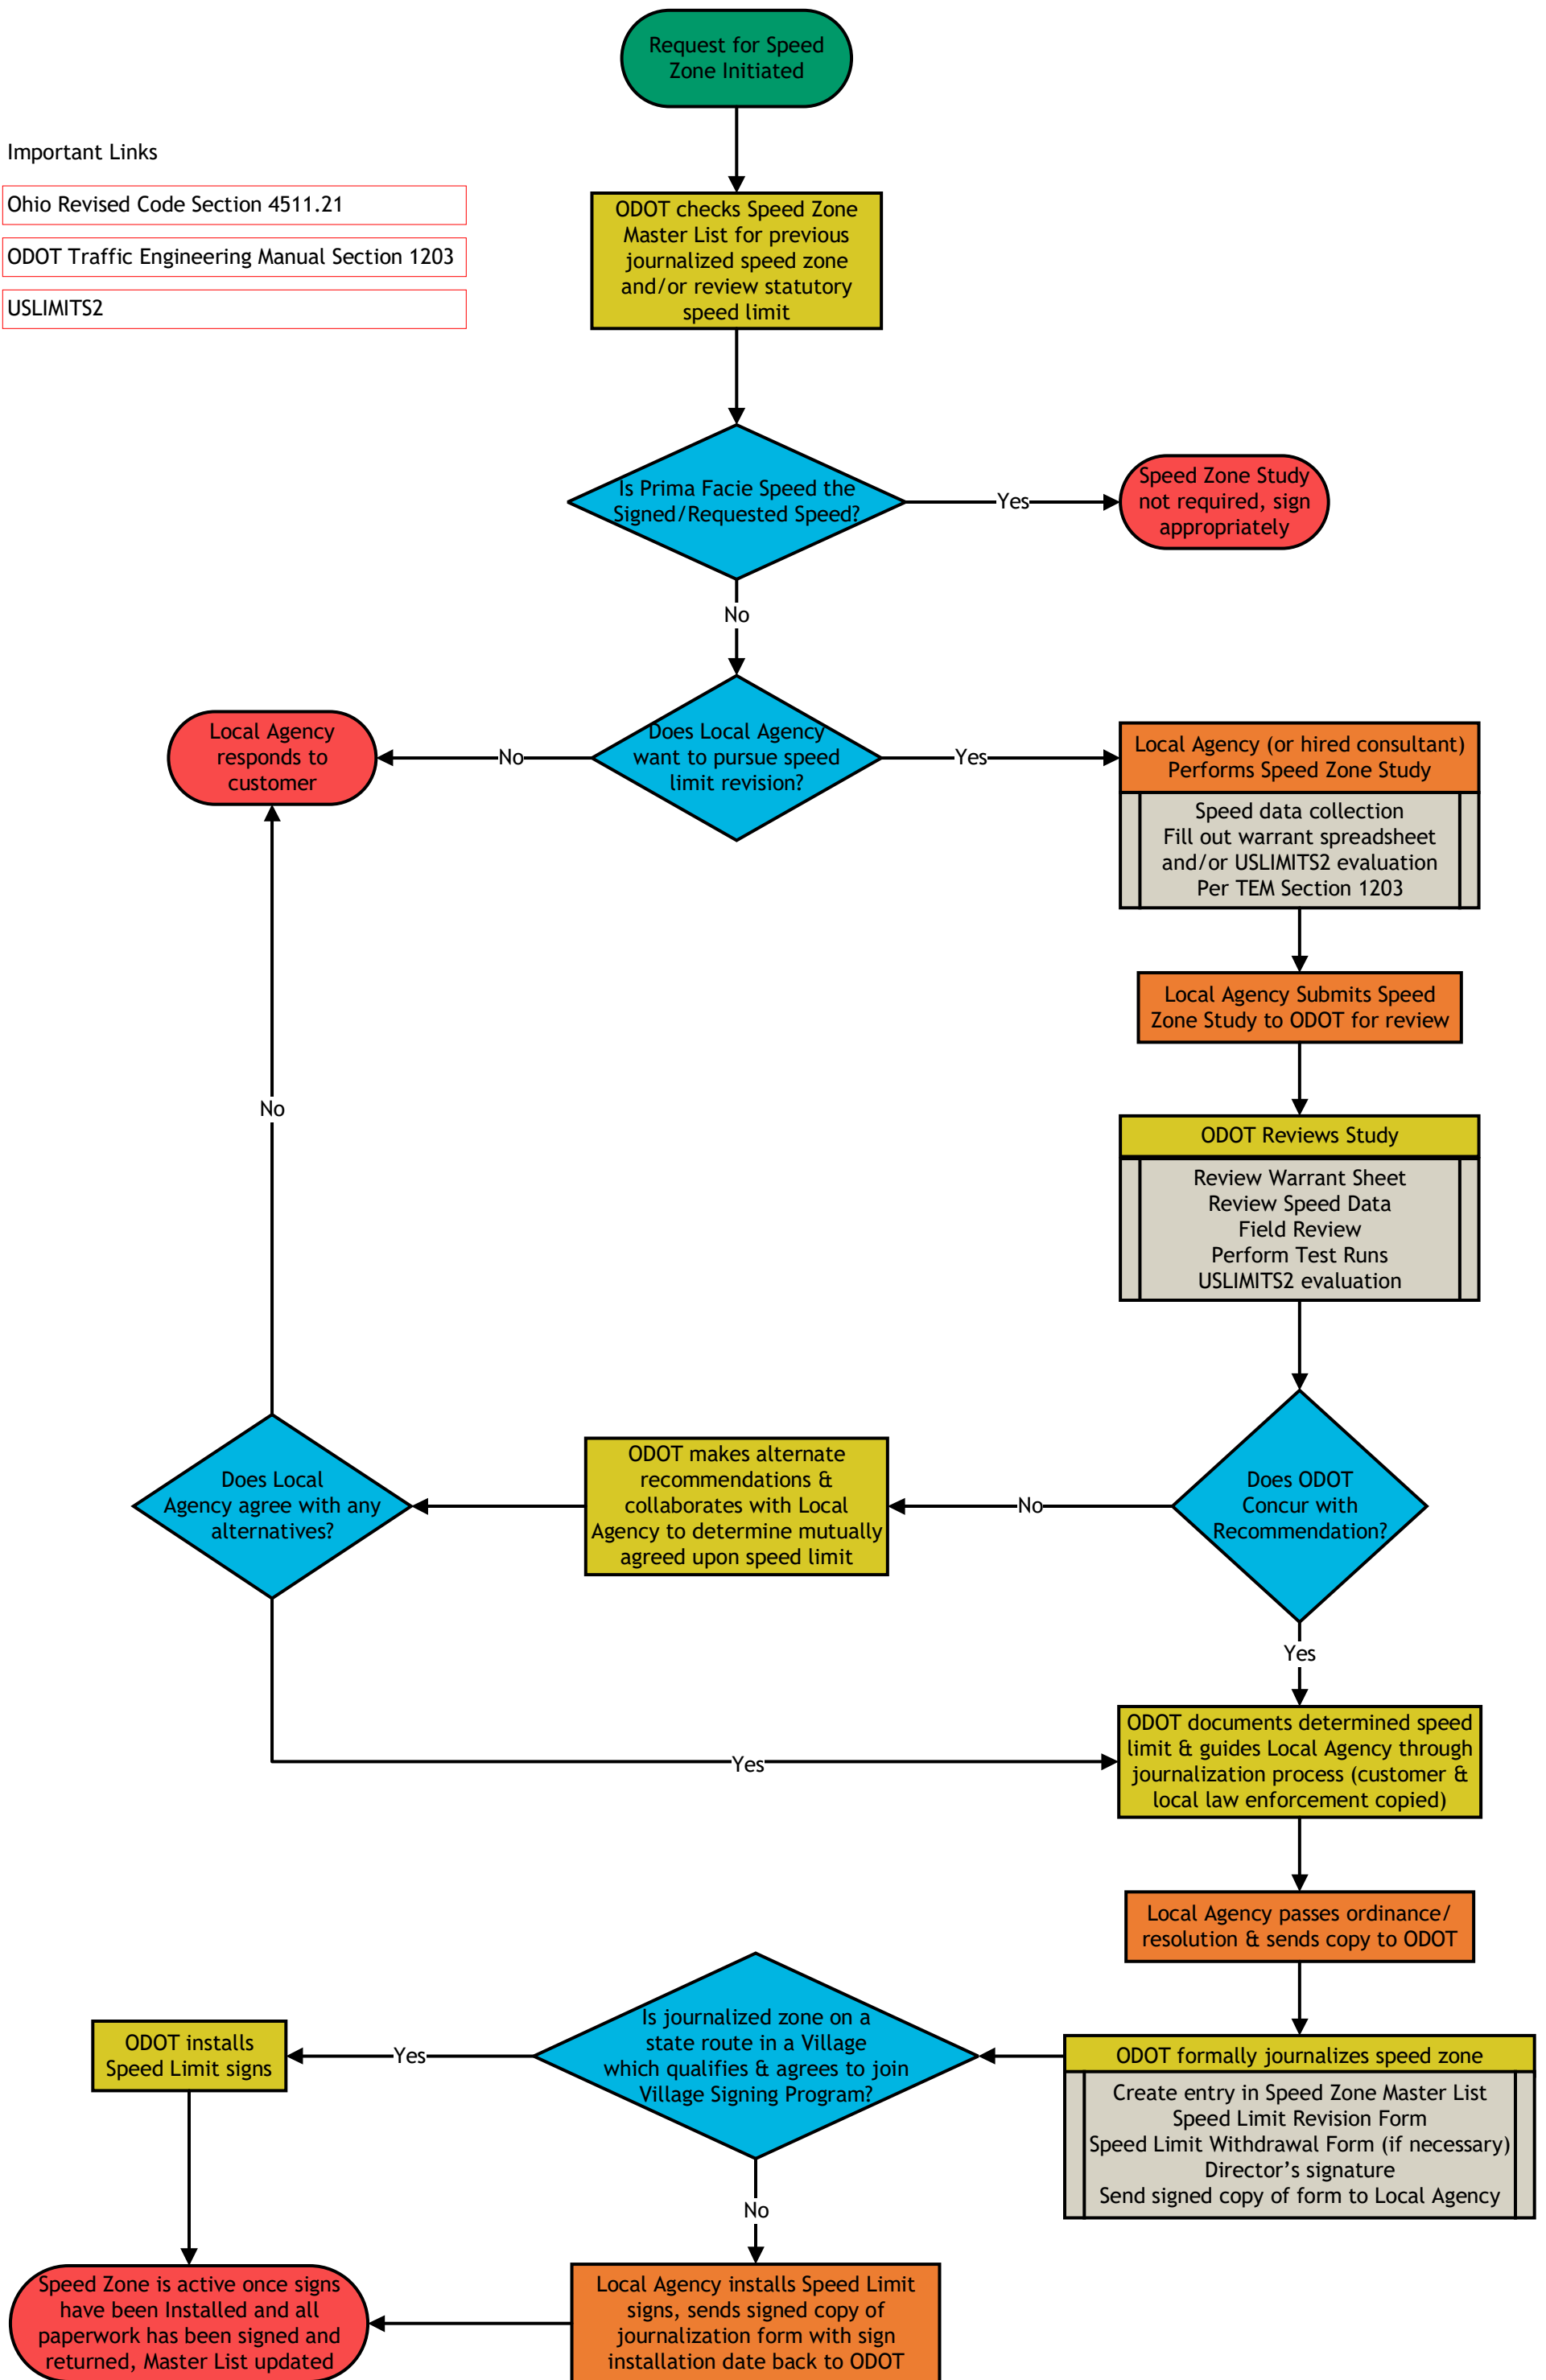 Request for Speed
Zone Initiated
Important Links
Ohio Revised Code Section 4511.21
ODOT Traffic Engineering Manual Section 1203
USLIMITS2
ODOT checks Speed Zone
Master List for previous
journalized speed zone
and/or review statutory
speed limit
Is Prima Facie Speed the
Signed/Requested Speed?
Yes
Speed Zone Study
not required, sign
appropriately
No
Does Local Agency
want to pursue speed
limit revision?
No
Local Agency
responds to
customer
Yes
Local Agency (or hired consultant)
Performs Speed Zone Study
Speed data collection
Fill out warrant spreadsheet
and/or USLIMITS2 evaluation
Per TEM Section 1203
Local Agency Submits Speed
Zone Study to ODOT for review
ODOT Reviews Study
Review Warrant Sheet
Review Speed Data
Field Review
Perform Test Runs
USLIMITS2 evaluation
Does ODOT
Concur with
Recommendation?
No
ODOT makes alternate
recommendations &
collaborates with Local
Agency to determine mutually
agreed upon speed limit
Does Local
Agency agree with any
alternatives?
No
Yes
Yes
ODOT documents determined speed
limit & guides Local Agency through
journalization process (customer &
local law enforcement copied)
Local Agency passes ordinance/
resolution & sends copy to ODOT
ODOT formally journalizes speed zone
Create entry in Speed Zone Master List
Speed Limit Revision Form
Speed Limit Withdrawal Form (if necessary)
Director’s signature
Send signed copy of form to Local Agency
Is journalized zone on a
state route in a Village
which qualifies & agrees to join
Village Signing Program?
Yes
ODOT installs
Speed Limit signs
No
Local Agency installs Speed Limit
signs, sends signed copy of
journalization form with sign
installation date back to ODOT
Speed Zone is active once signs
have been Installed and all
paperwork has been signed and
returned, Master List updated